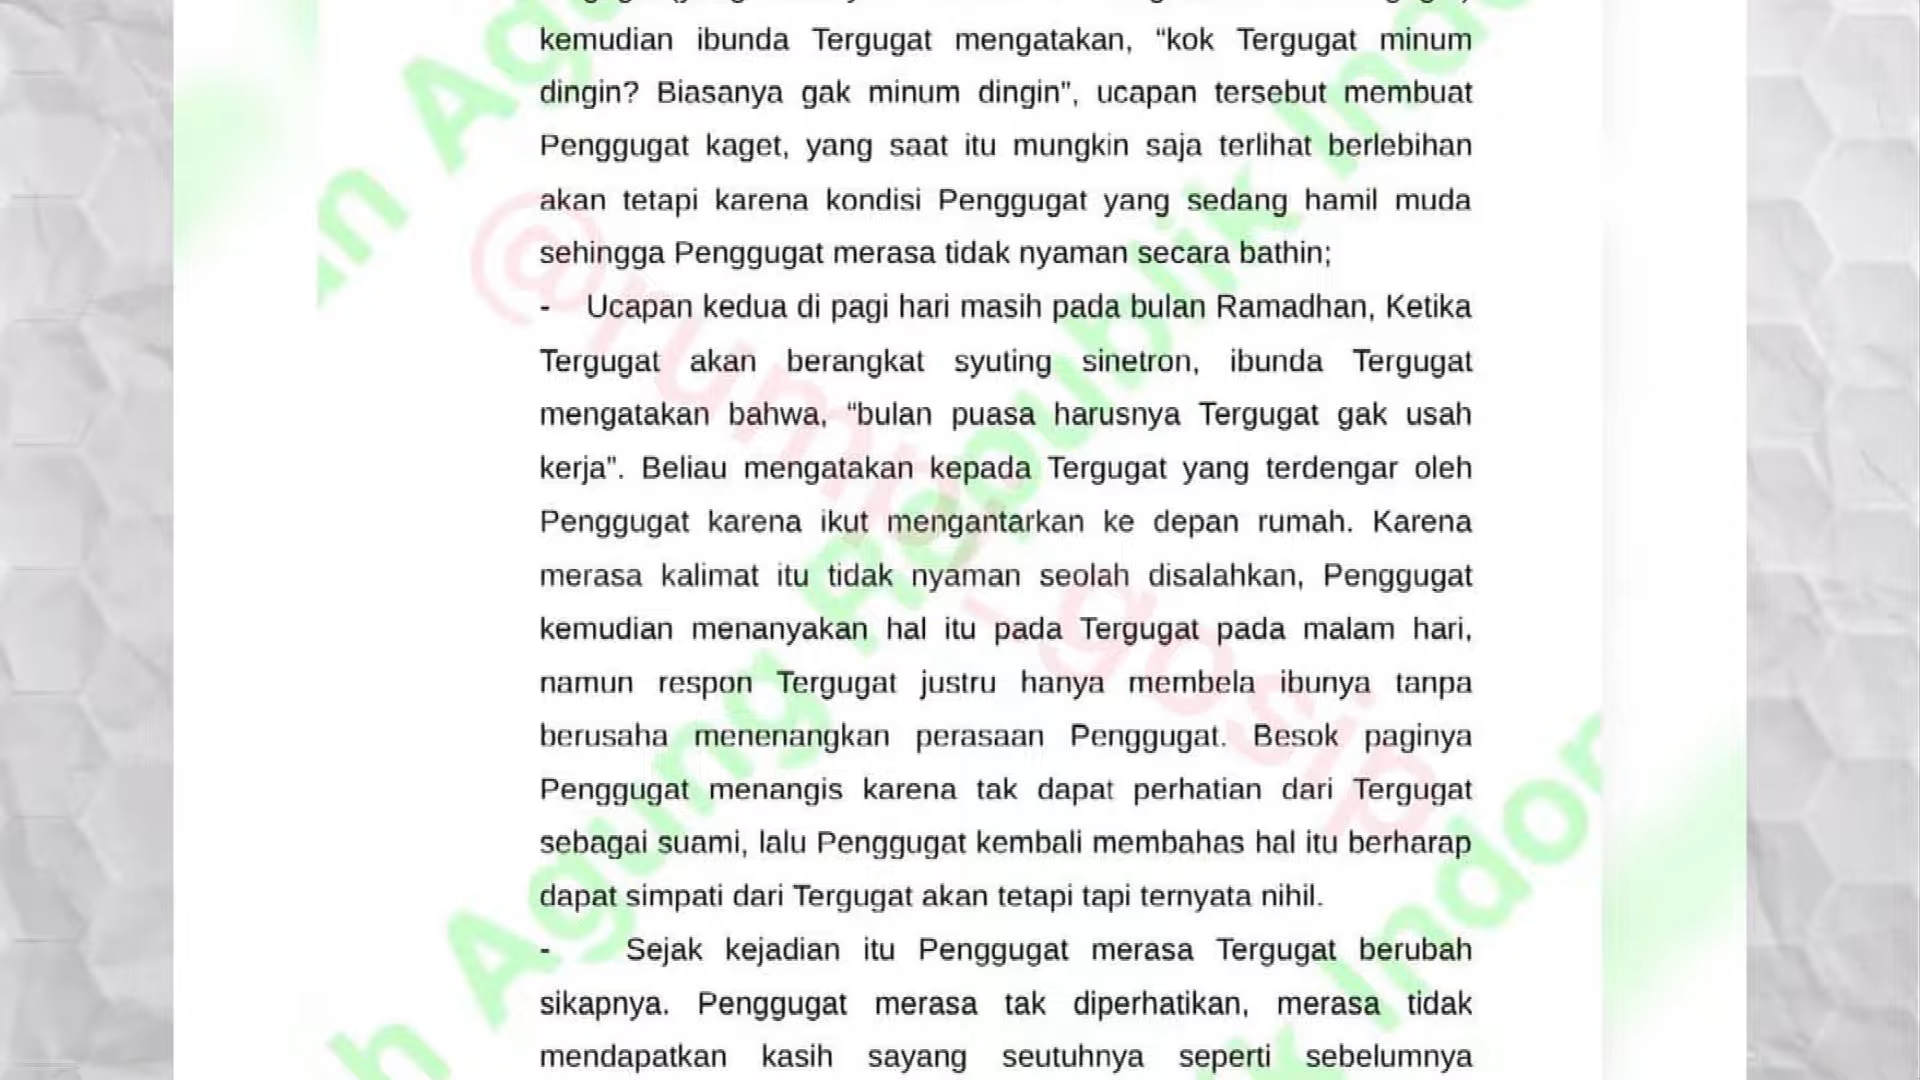 kemudian ibunda Tergugat mengatakan, “kok Tergugat minum
dingin? Biasanya gak minum dingin”, ucapan tersebut membuat
Penggugat kaget, yang saat itu mungkin saja terlihat berlebihan
akan tetapi karena kondisi Penggugat yang sedang hamil muda
sehingga Penggugat merasa tidak nyaman secara bathin;
- Ucapan kedua di pagi hari masih pada bulan Ramadhan, Ketika
Tergugat akan berangkat syuting sinetron, ibunda Tergugat
mengatakan bahwa, “bulan puasa harusnya Tergugat gak usah
kerja”. Beliau mengatakan kepada Tergugat yang terdengar oleh
Penggugat karena ikut mengantarkan ke depan rumah. Karena
merasa kalimat itu tidak nyaman seolah disalahkan, Penggugat
kemudian menanyakan hal itu pada Tergugat pada malam hari,
namun respon Tergugat justru hanya membela ibunya tanpa
berusaha menenangkan perasaan Penggugat. Besok paginya
Penggugat menangis karena tak dapat perhatian dari Tergugat
sebagai suami, lalu Penggugat kembali membahas hal itu berharap
dapat simpati dari Tergugat akan tetapi tapi ternyata nihil.
- Sejak kejadian itu Penggugat merasa Tergugat berubah
sikapnya. Penggugat merasa tak diperhatikan, merasa tidak
mendapatkan kasih sayang seutuhnya seperti sebelumnya
Agung Republik Indo